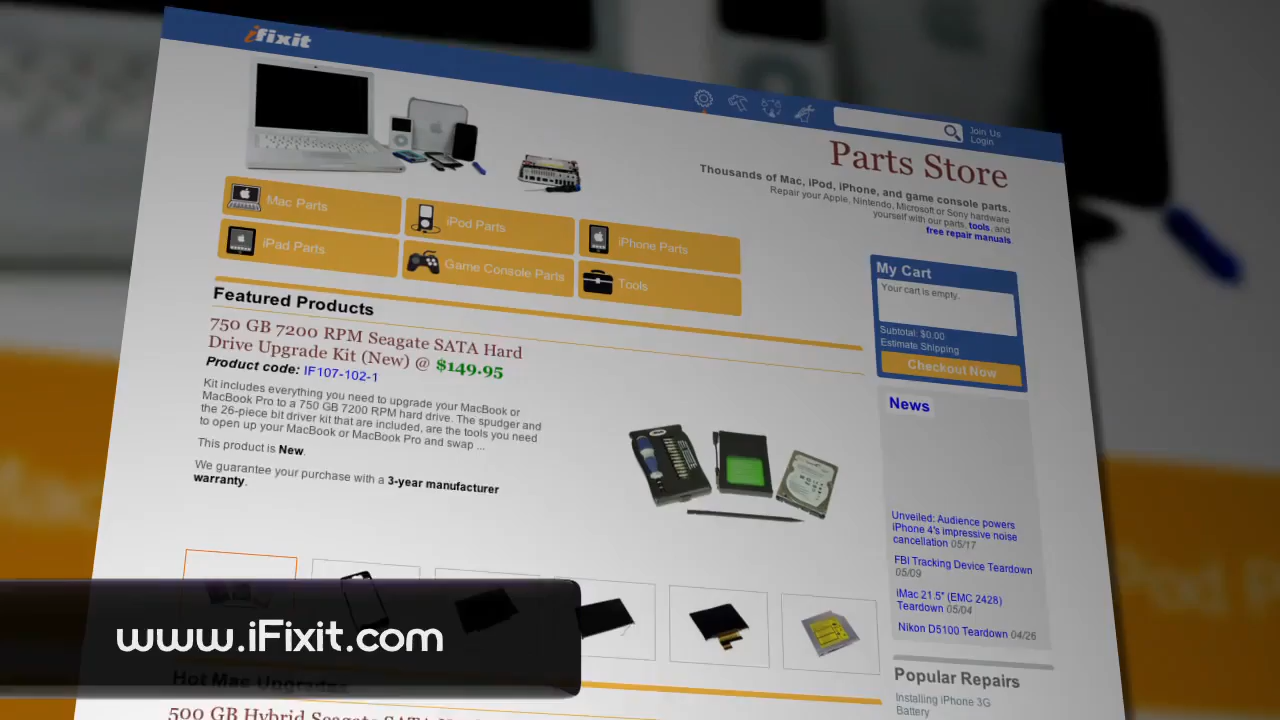 iFixit
Join Us
Login
Parts Store
Thousands of Mac, iPod, iPhone, and game console parts.
Repair your Apple, Nintendo, Microsoft or Sony hardware
yourself with our parts, tools, and
free repair manuals
Mac Parts
iPod Parts
iPhone Parts
iPad Parts
Game Console Parts
Tools
My Cart
Your cart is empty.
Subtotal: $0.00
Estimate Shipping
Checkout Now
Featured Products
750 GB 7200 RPM Seagate SATA Hard
Drive Upgrade Kit (New) @ $149.95
Product code: IF107-102-1
Kit includes everything you need to upgrade your MacBook or
MacBook Pro to a 750 GB 7200 RPM hard drive. The spudger and
the 26-piece bit driver kit that are included, are the tools you need
to open up your MacBook or MacBook Pro and swap ...
This product is New.
We guarantee your purchase with a 3-year manufacturer
warranty.
News
Unveiled: Audience powers
iPhone 4's impressive noise
cancellation 05/17
FBI Tracking Device Teardown
05/09
iMac 21.5" (EMC 2428)
Teardown 05/04
Nikon D5100 Teardown 04/26
Popular Repairs
Installing iPhone 3G
Battery
www.iFixit.com
Hot Mac Upgrades
500 GB Hybrid Seagate SATA